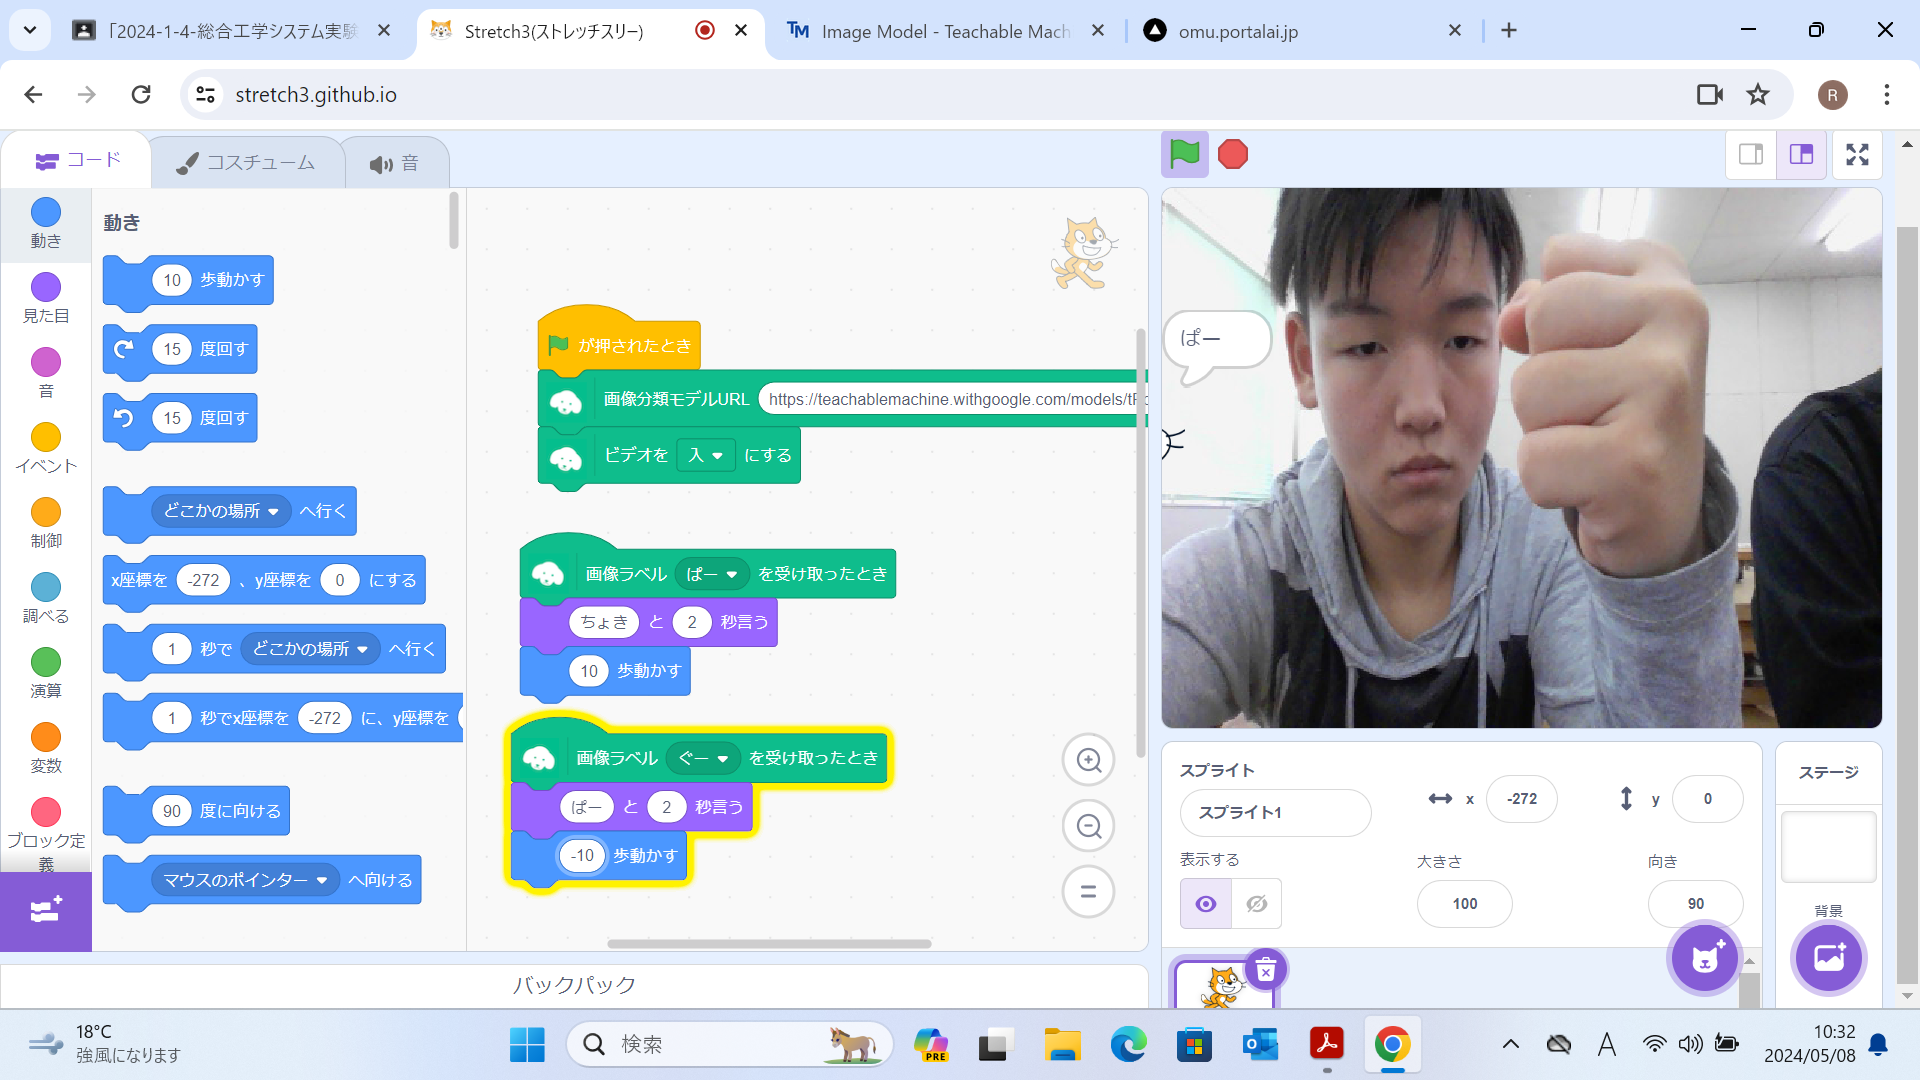 「2024-1-4-総合工学システム実験
Stretch3(ストレッチスリー)
Image Model - Teachable Mach
omu.portalai.jp
stretch3.github.io
R
コード
コスチューム
音
動き
見た目
音
イベント
制御
調べる
演算
変数
ブロック定
義
動き
10 歩動かす
15 度回す
15 度回す
どこかの場所 へ行く
x座標を -272 、y座標を 0 にする
1 秒で どこかの場所 へ行く
1 秒でx座標を -272 に、y座標を
90 度に向ける
マウスのポインター へ向ける
が押されたとき
画像分類モデルURL https://teachablemachine.withgoogle.com/models/
ビデオを 入 にする
画像ラベル ぱー を受け取ったとき
ちょき と 2 秒言う
10 歩動かす
画像ラベル ぐー を受け取ったとき
ぱー と 2 秒言う
-10 歩動かす
バックパック
ぱー
スプライト
スプライト1
x -272
y 0
表示する
大きさ
100
向き
90
ステージ
背景
18°C
強風になります
検索
PRE
A
10:32
2024/05/08